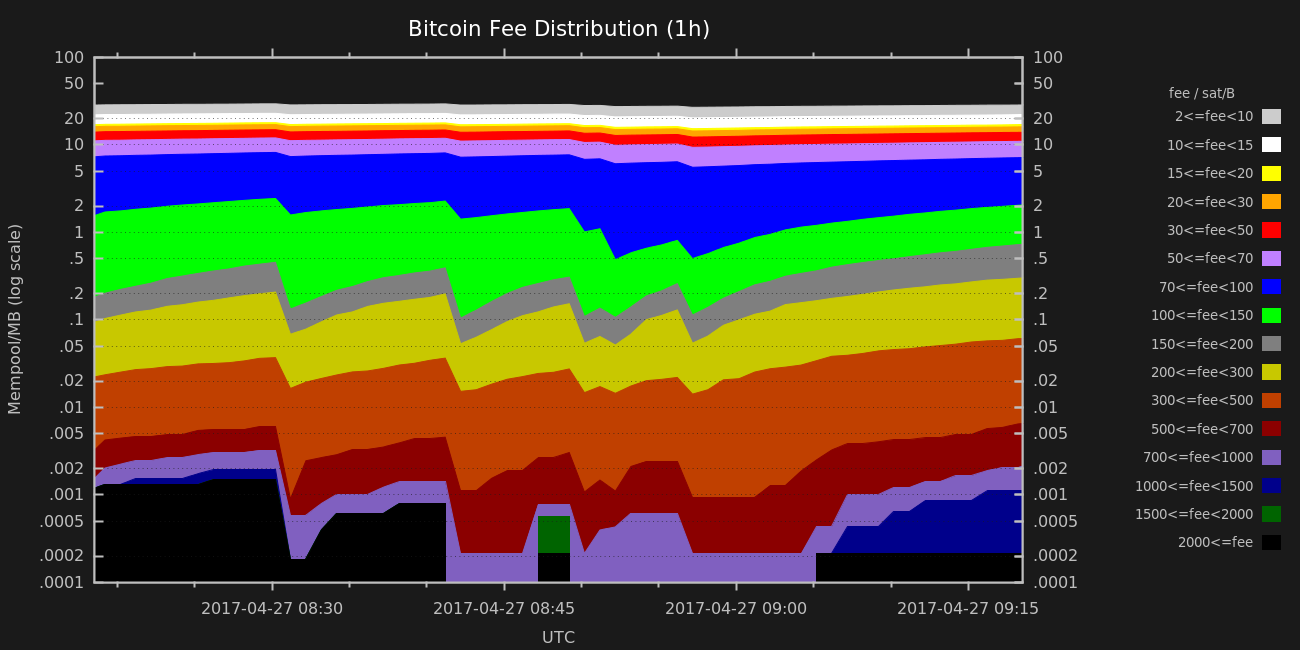 Bitcoin Fee Distribution (1h)
100
50
20
10
5
2
1
.5
.2
.1
.05
.02
.01
.005
.002
.001
.0005
.0002
.0001
Mempool/MB (log scale)
100
50
20
10
5
2
1
.5
.2
.1
.05
.02
.01
.005
.002
.001
.0005
.0002
.0001
2017-04-27 08:30
2017-04-27 08:45
2017-04-27 09:00
2017-04-27 09:15
UTC
fee / sat/B
2<=fee<10
10<=fee<15
15<=fee<20
20<=fee<30
30<=fee<50
50<=fee<70
70<=fee<100
100<=fee<150
150<=fee<200
200<=fee<300
300<=fee<500
500<=fee<700
700<=fee<1000
1000<=fee<1500
1500<=fee<2000
2000<=fee